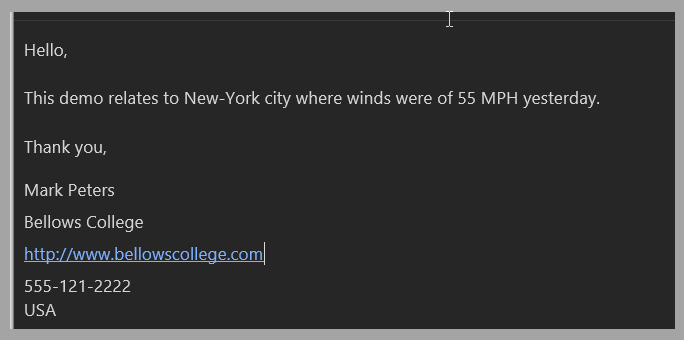 Hello,
This demo relates to New-York city where winds were of 55 MPH yesterday.
Thank you,
Mark Peters
Bellows College
http://www.bellowscollege.com
555-121-2222
USA